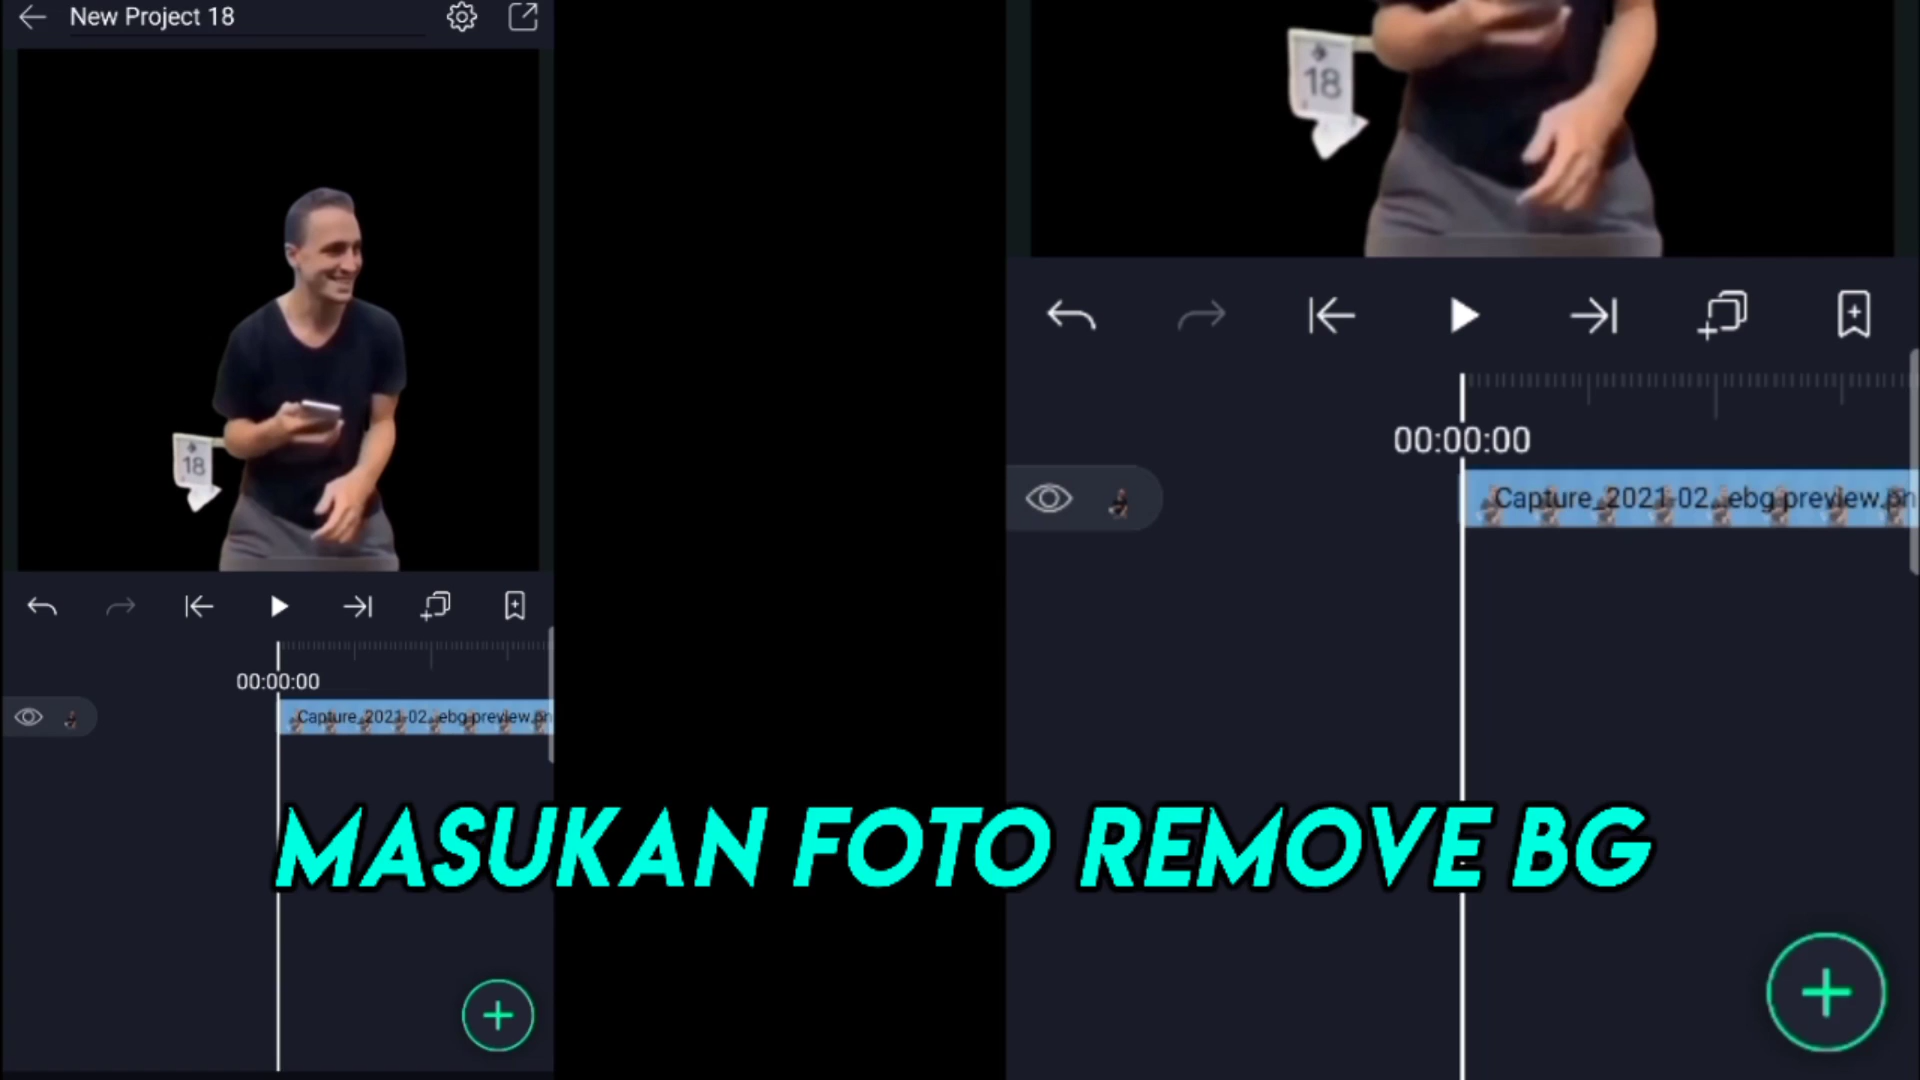 New Project 18
18
00:00:00
Capture_2021-02...ebg preview.pn
18
00:00:00
Capture_2021-02...ebg preview.pn
MASUKAN FOTO REMOVE BG